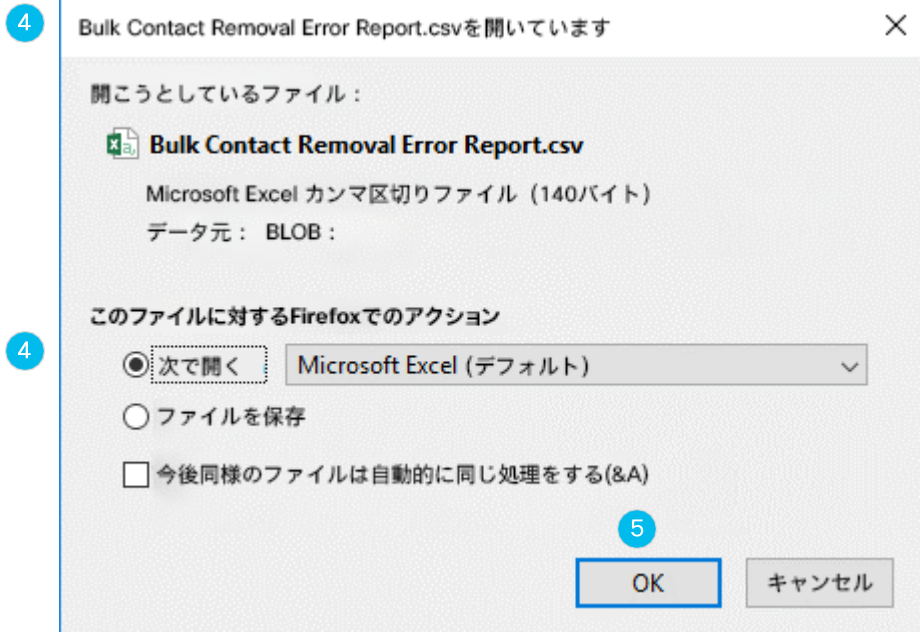 4
Bulk Contact Removal Error Report.csvを開いています
開こうとしているファイル：
Bulk Contact Removal Error Report.csv
Microsoft Excel カンマ区切りファイル（140バイト）
データ元： BLOB：
このファイルに対するFirefoxでのアクション
4
次で開く Microsoft Excel (デフォルト)
ファイルを保存
今後同様のファイルは自動的に同じ処理をする(&A)
5
OK キャンセル